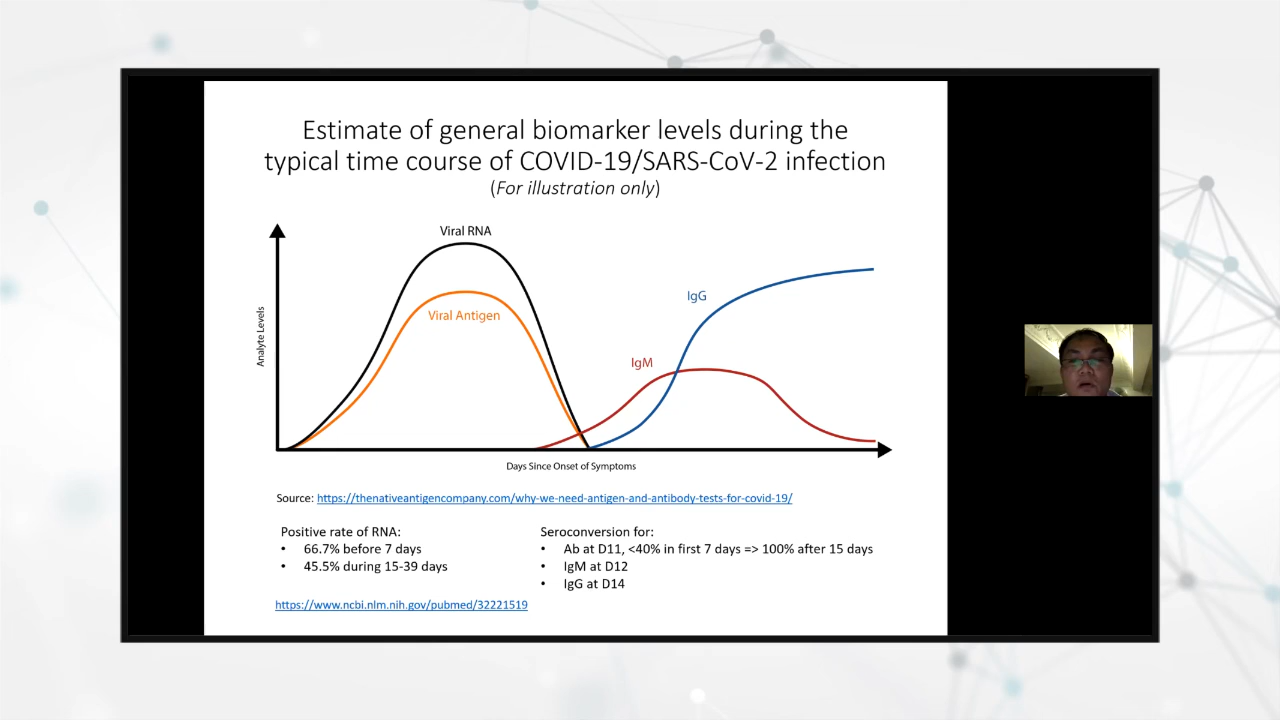 Estimate of general biomarker levels during the
typical time course of COVID-19/SARS-CoV-2 infection
(For illustration only)
Viral RNA
Viral Antigen
IgG
IgM
Analyte Levels
Days Since Onset of Symptoms
Source: https://thenativeantigencompany.com/why-we-need-antigen-and-antibody-tests-for-covid-19/
Positive rate of RNA:
• 66.7% before 7 days
• 45.5% during 15-39 days
Seroconversion for:
• Ab at D11, <40% in first 7 days => 100% after 15 days
• IgM at D12
• IgG at D14
https://www.ncbi.nlm.nih.gov/pubmed/32221519